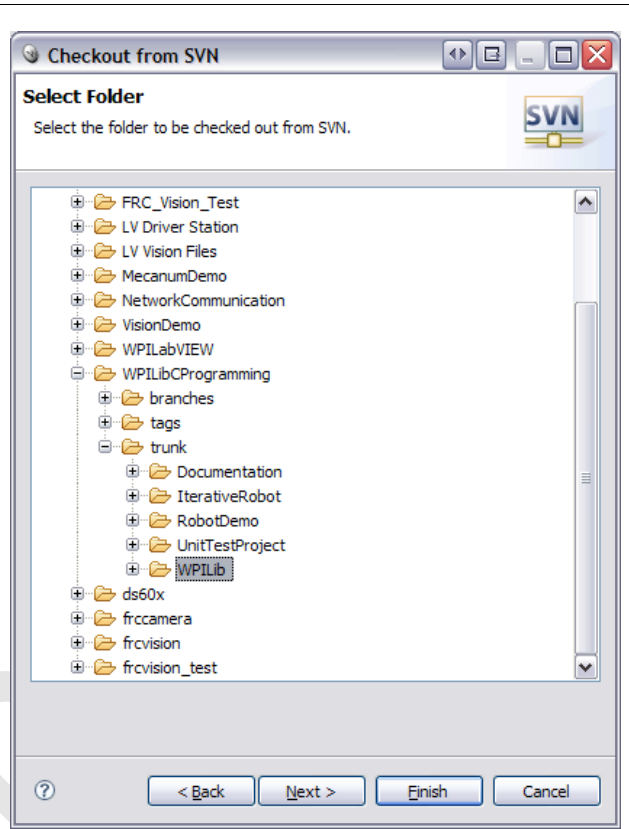 Checkout from SVN
Select Folder
Select the folder to be checked out from SVN.
SVN
FRC_Vision_Test
LV Driver Station
LV Vision Files
MecanumDemo
NetworkCommunication
VisionDemo
WPILabVIEW
WPILibCProgramming
branches
tags
trunk
Documentation
IterativeRobot
RobotDemo
UnitTestProject
WPILib
ds60x
frccamera
frcvision
frcvision_test
?
< Back
Next >
Finish
Cancel